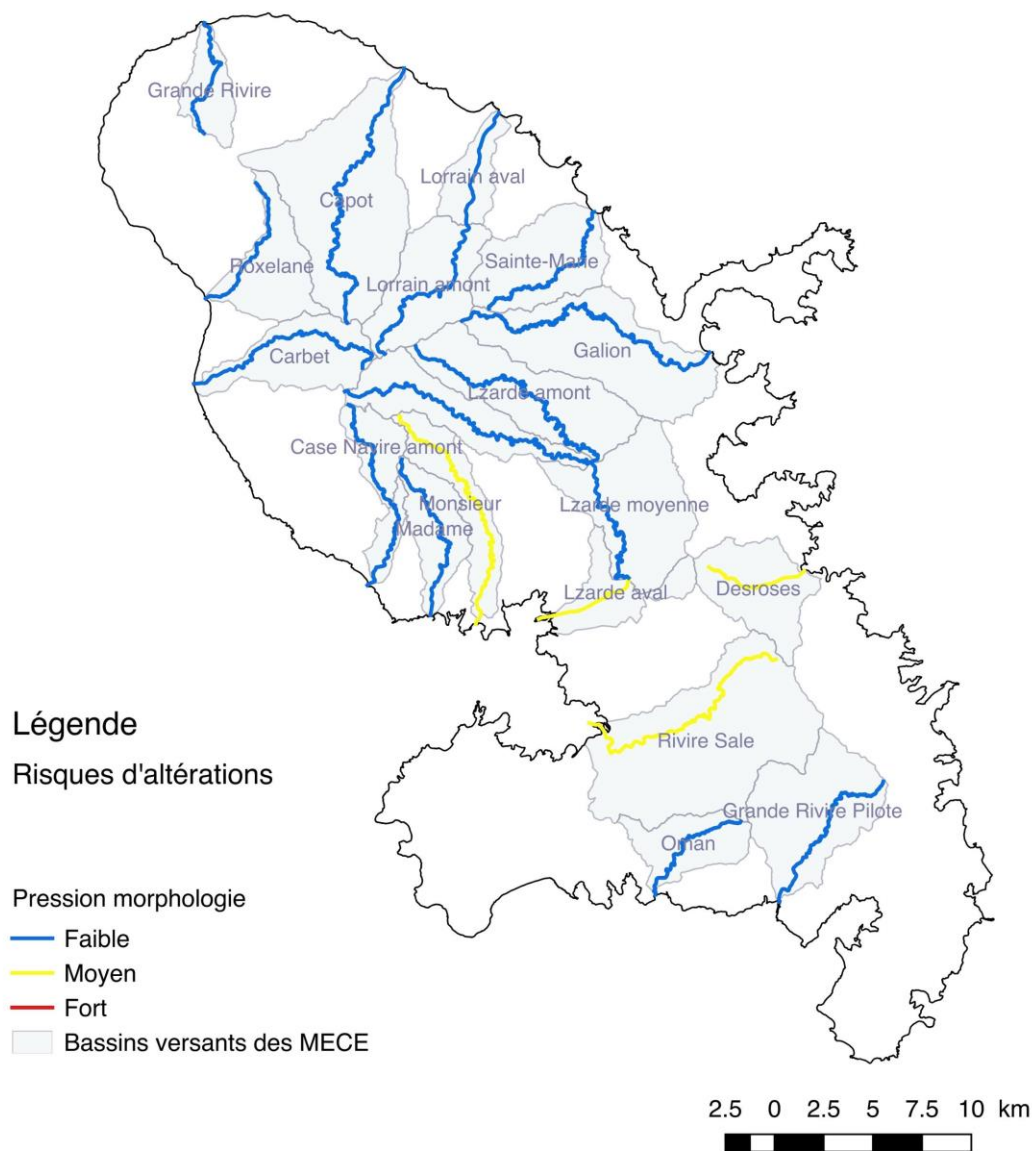 Grande Rivire
Lorrain aval
Capot
Roxelane
Sainte-Marie
Lorrain amont
Carbet
Galion
Lzarde amont
Case Navire amont
Monsieur
Lzarde moyenne
Madame
Desroses
Lzarde aval
Légende
Rivire Sale
Risques d'altérations
Grande Rivire Pilote
Oman
Pression morphologie
Faible
Moyen
Fort
Bassins versants des MECE
2.5 0 2.5 5 7.5 10 km